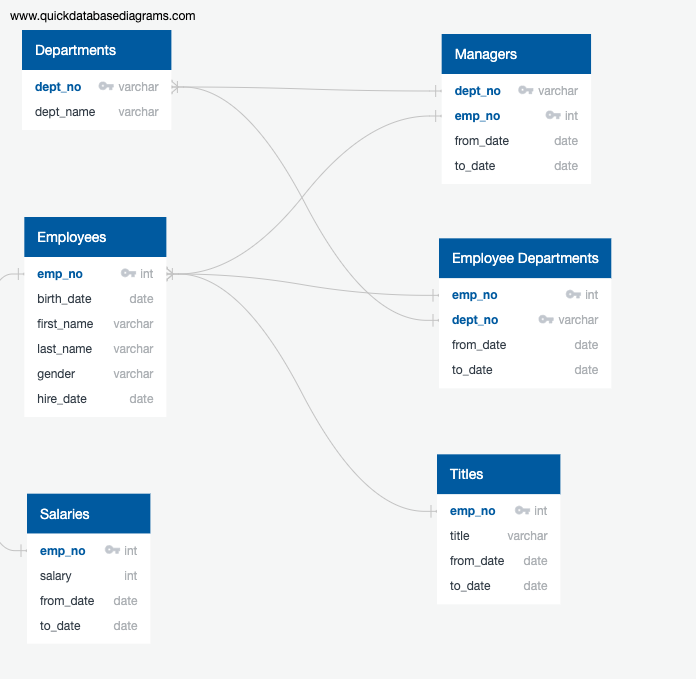 www.quickdatabasediagrams.com
Departments
dept_no varchar
dept_name varchar
Managers
dept_no varchar
emp_no int
from_date date
to_date date
Employees
emp_no int
birth_date date
first_name varchar
last_name varchar
gender varchar
hire_date date
Employee Departments
emp_no int
dept_no varchar
from_date date
to_date date
Salaries
emp_no int
salary int
from_date date
to_date date
Titles
emp_no int
title varchar
from_date date
to_date date